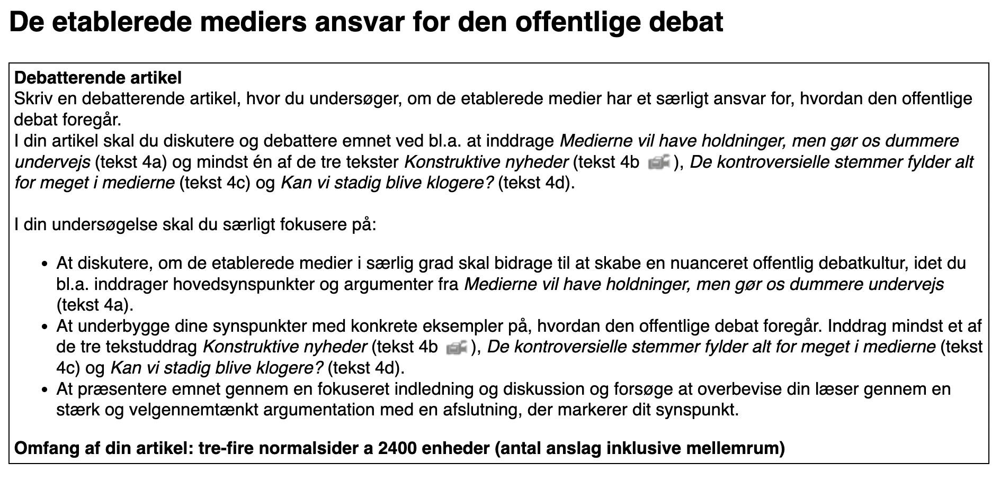 De etablerede mediers ansvar for den offentlige debat
Debatterende artikel
Skriv en debatterende artikel, hvor du undersøger, om de etablerede medier har et særligt ansvar for, hvordan den offentlige
debat foregår.
I din artikel skal du diskutere og debattere emnet ved bl.a. at inddrage Medierne vil have holdninger, men gør os dummere
undervejs (tekst 4a) og mindst én af de tre tekster Konstruktive nyheder (tekst 4b ), De kontroversielle stemmer fylder alt
for meget i medierne (tekst 4c) og Kan vi stadig blive klogere? (tekst 4d).
I din undersøgelse skal du særligt fokusere på:
• At diskutere, om de etablerede medier i særlig grad skal bidrage til at skabe en nuanceret offentlig debatkultur, idet du
bl.a. inddrager hovedsynspunkter og argumenter fra Medierne vil have holdninger, men gør os dummere undervejs
(tekst 4a).
• At underbygge dine synspunkter med konkrete eksempler på, hvordan den offentlige debat foregår. Inddrag mindst et af
de tre tekstuddrag Konstruktive nyheder (tekst 4b ), De kontroversielle stemmer fylder alt for meget i medierne (tekst
4c) og Kan vi stadig blive klogere? (tekst 4d).
• At præsentere emnet gennem en fokuseret indledning og diskussion og forsøge at overbevise din læser gennem en
stærk og velgennemtænkt argumentation med en afslutning, der markerer dit synspunkt.
Omfang af din artikel: tre-fire normalsider a 2400 enheder (antal anslag inklusive mellemrum)